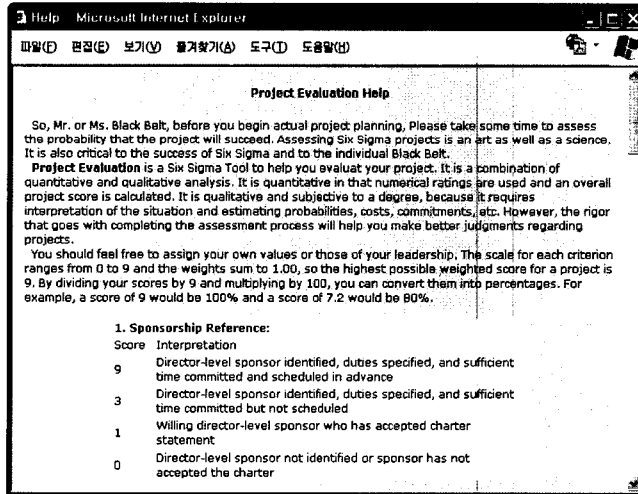 Help - Microsoft Internet Explorer
파일(F) 편집(E) 보기(V) 즐겨찾기(A) 도구(T) 도움말(H)
Project Evaluation Help
So, Mr. or Ms. Black Belt, before you begin actual project planning, Please take some time to assess
the probability that the project will succeed. Assessing Six Sigma projects is an art as well as a science.
It is also critical to the success of Six Sigma and to the individual Black Belt.
Project Evaluation is a Six Sigma Tool to help you evaluat your project. It is a combination of
quantitative and qualitative analysis. It is quantitative in that numerical ratings are used and an overall
project score is calculated. It is qualitative and subjective to a degree, because it requires
interpretation of the situation and estimating probabilities, costs, commitments, etc. However, the rigor
that goes with completing the assessment process will help you make better judgments regarding
projects.
You should feel free to assign your own values or those of your leadership. The scale for each criterion
ranges from 0 to 9 and the weights sum to 1.00, so the highest possible weighted score for a project is
9. By dividing your scores by 9 and multiplying by 100, you can convert them into percentages. For
example, a score of 9 would be 100% and a score of 7.2 would be 80%.
1. Sponsorship Reference:
Score Interpretation
9 Director-level sponsor identified, duties specified, and sufficient
time committed and scheduled in advance
3 Director-level sponsor identified, duties specified, and sufficient
time committed but not scheduled
1 Willing director-level sponsor who has accepted charter
statement
0 Director-level sponsor not identified or sponsor has not
accepted the charter